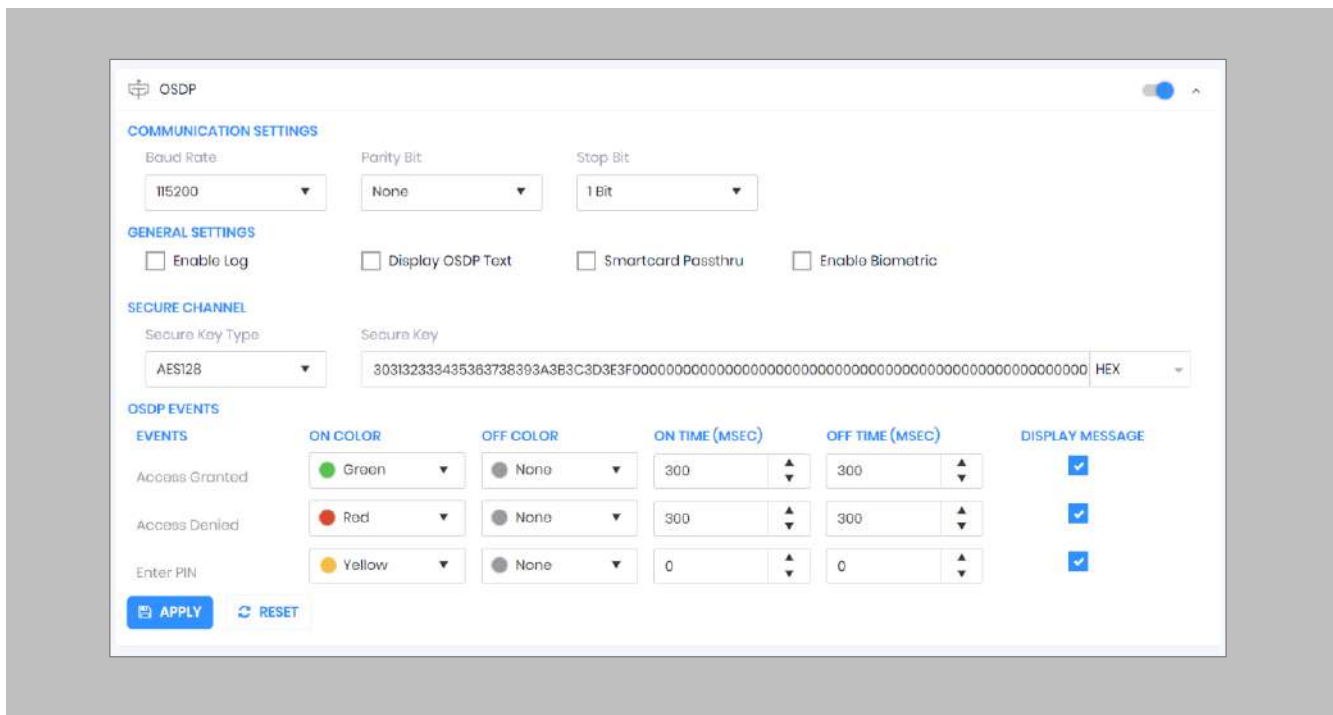 OSDP
COMMUNICATION SETTINGS
Baud Rate Parity Bit Stop Bit
115200 None 1 Bit
GENERAL SETTINGS
Enable Log Display OSDP Text Smartcard Passthru Enable Biometric
SECURE CHANNEL
Secure Key Type Secure Key
AES128 HEX
OSDP EVENTS
EVENTS ON COLOR OFF COLOR ON TIME (MSEC) OFF TIME (MSEC) DISPLAY MESSAGE
Access Granted Green None 300 300
Access Denied Red None 300 300
Enter PIN Yellow None 0 0
APPLY RESET